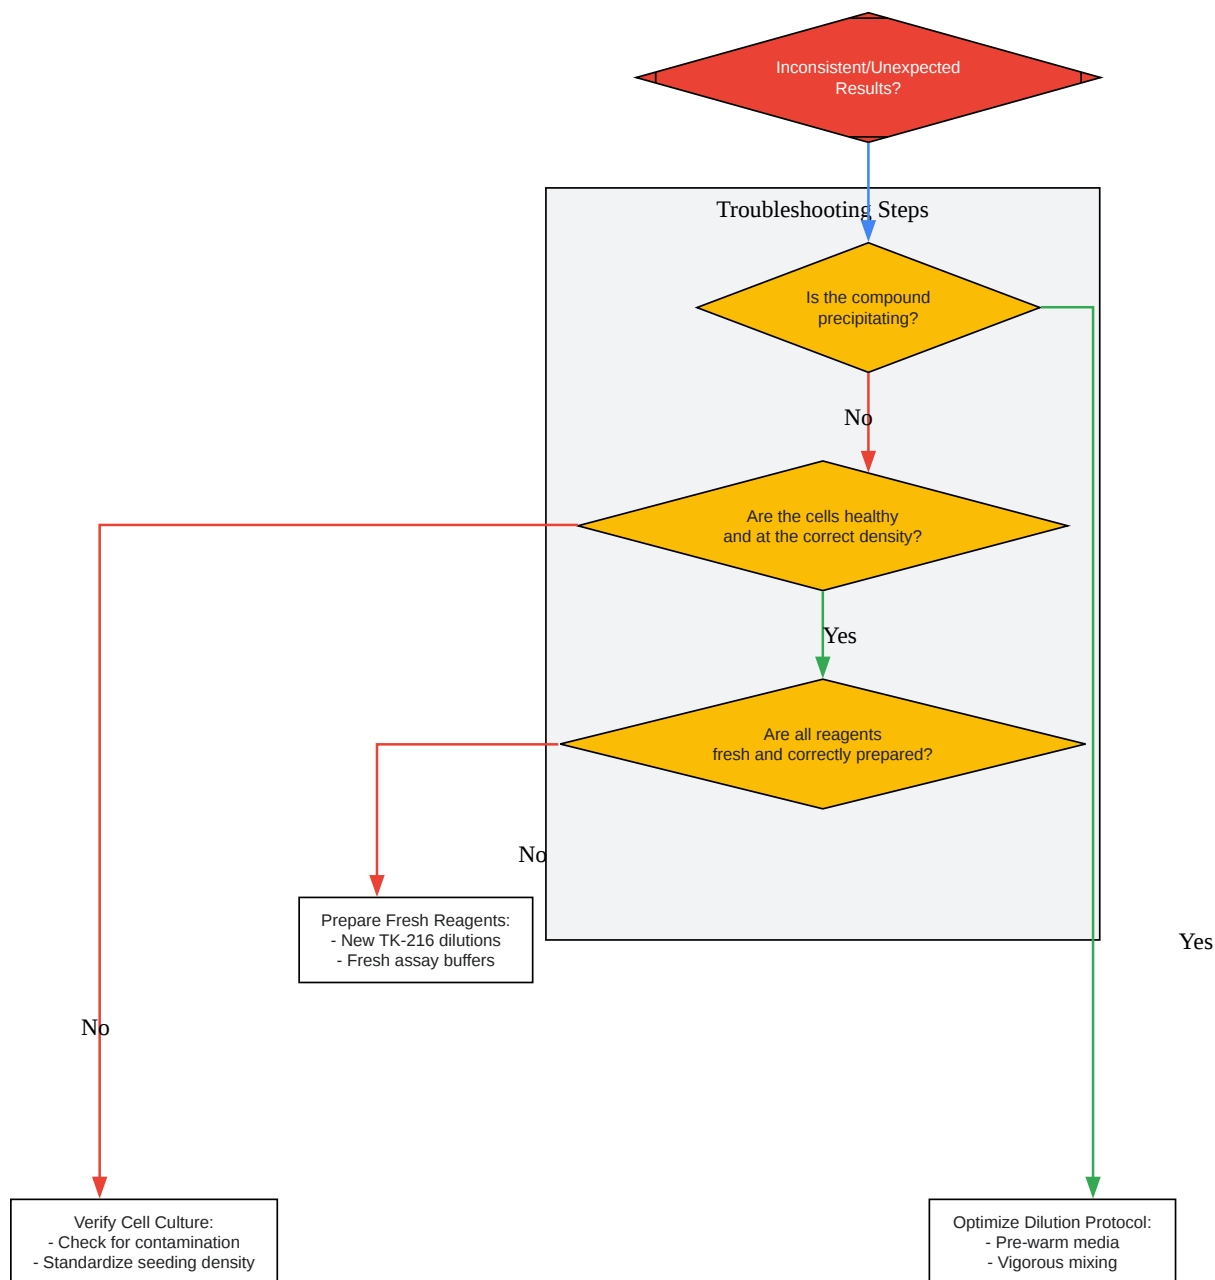 Inconsistent/Unexpected
Results?
Troubleshooting Steps
Is the compound
precipitating?
No
Are the cells healthy
and at the correct density?
Yes
Are all reagents
fresh and correctly prepared?
No
Prepare Fresh Reagents:
- New TK-216 dilutions
- Fresh assay buffers
Yes
No
Verify Cell Culture:
- Check for contamination
- Standardize seeding density
Optimize Dilution Protocol:
- Pre-warm media
- Vigorous mixing